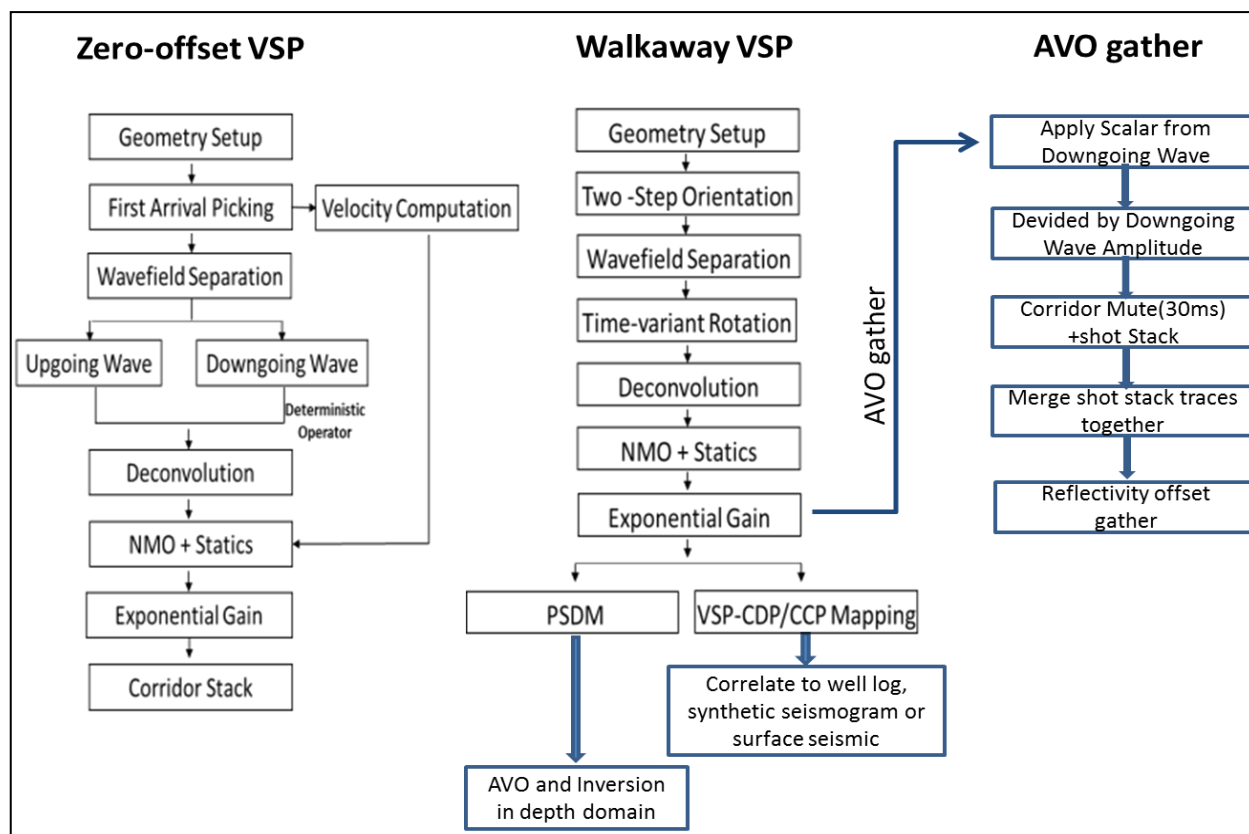 Zero-offset VSP
Geometry Setup
First Arrival Picking
Velocity Computation
Wavefield Separation
Upgoing Wave
Downgoing Wave
Deterministic
Operator
Deconvolution
NMO + Statics
Exponential Gain
Corridor Stack
Walkaway VSP
Geometry Setup
Two -Step Orientation
Wavefield Separation
Time-variant Rotation
Deconvolution
NMO + Statics
Exponential Gain
PSDM
VSP-CDP/CCP Mapping
Correlate to well log,
synthetic seismogram or
surface seismic
AVO and Inversion
in depth domain
AVO gather
AVO gather
Apply Scalar from
Downgoing Wave
Devided by Downgoing
Wave Amplitude
Corridor Mute(30ms)
+shot Stack
Merge shot stack traces
together
Reflectivity offset
gather